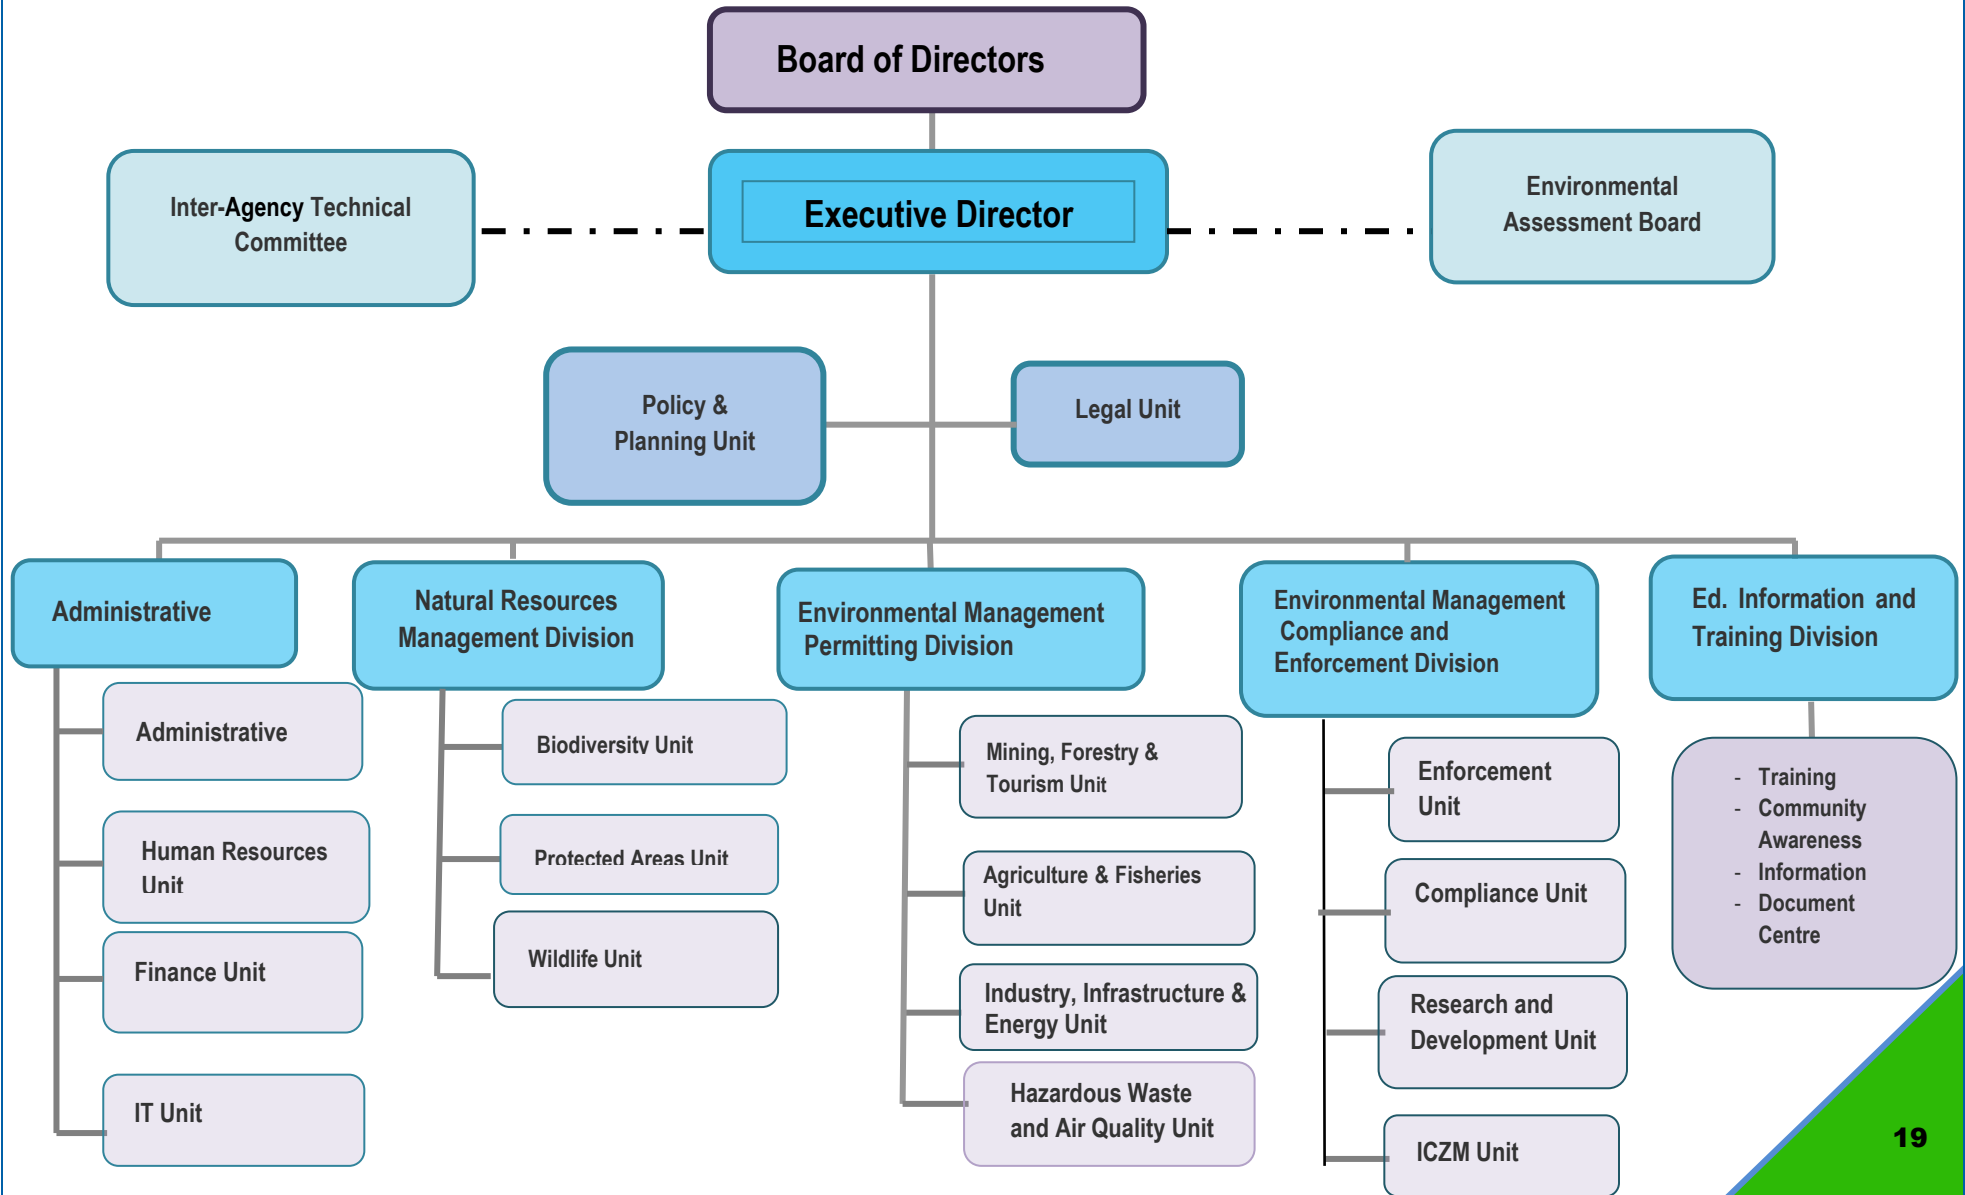 Board of Directors
Inter-Agency Technical
Committee
Executive Director
Environmental
Assessment Board
Policy &
Planning Unit
Legal Unit
Administrative
Natural Resources
Management Division
Environmental Management
Permitting Division
Environmental Management
Compliance and
Enforcement Division
Ed. Information and
Training Division
Administrative
Human Resources
Unit
Finance Unit
IT Unit
Biodiversity Unit
Protected Areas Unit
Wildlife Unit
Mining, Forestry &
Tourism Unit
Agriculture & Fisheries
Unit
Industry, Infrastructure &
Energy Unit
Hazardous Waste
and Air Quality Unit
Enforcement
Unit
Compliance Unit
Research and
Development Unit
ICZM Unit
- Training
- Community
Awareness
- Information
- Document
Centre
19